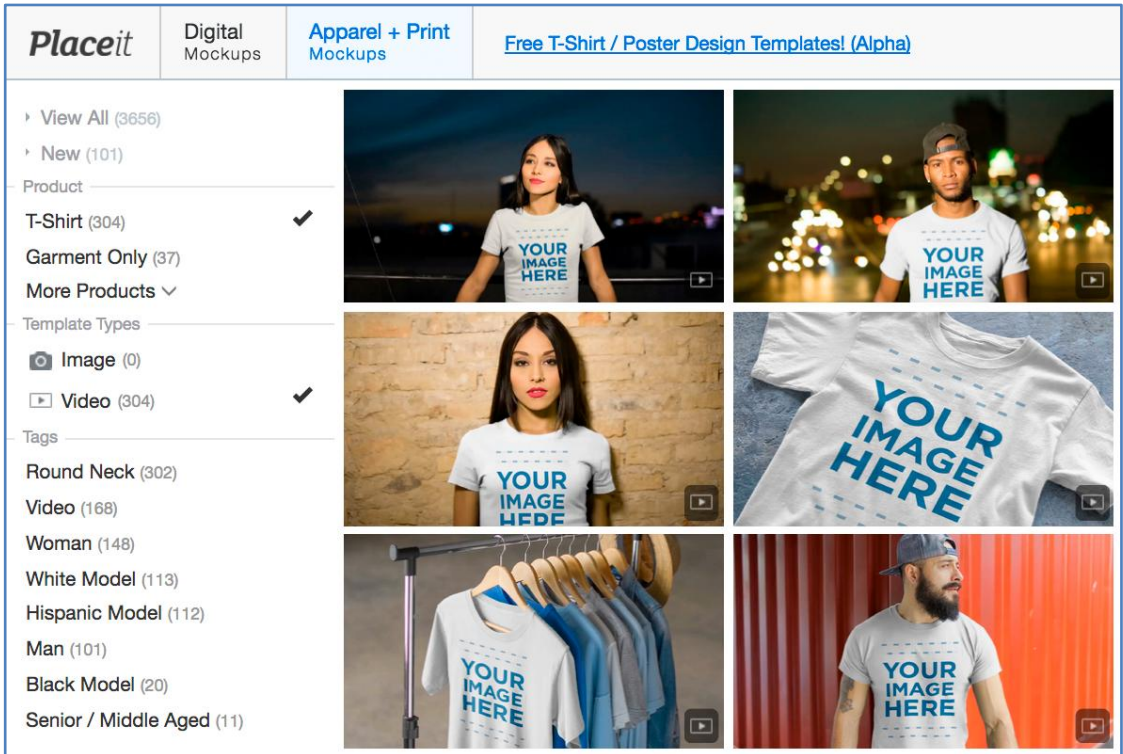 Placeit
Digital
Mockups
Apparel + Print
Mockups
Free T-Shirt / Poster Design Templates! (Alpha)
View All (3656)
New (101)
Product
T-Shirt (304)
Garment Only (37)
More Products
Template Types
Image (0)
Video (304)
Tags
Round Neck (302)
Video (168)
Woman (148)
White Model (113)
Hispanic Model (112)
Man (101)
Black Model (20)
Senior / Middle Aged (11)
YOUR
IMAGE
HERE
YOUR
IMAGE
HERE
YOUR
IMAGE
HERE
YOUR
IMAGE
HERE
YOUR
IMAGE
HERE
YOUR
IMAGE
HERE